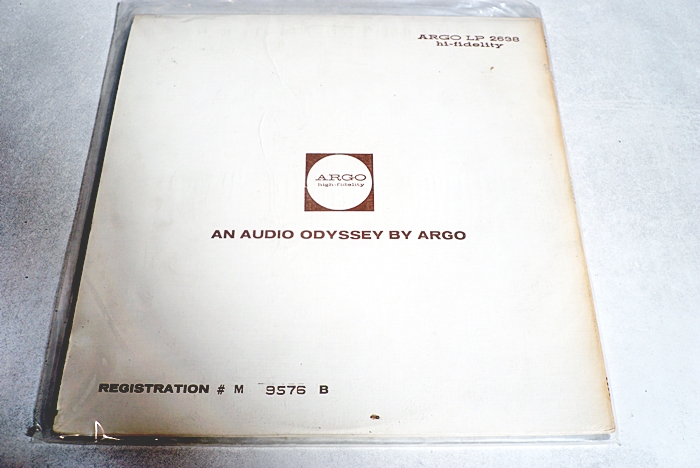 ARGO LP 2638
hi-fidelity
ARGO
high-fidelity
AN AUDIO ODYSSEY BY ARGO
REGISTRATION # M 9576 B